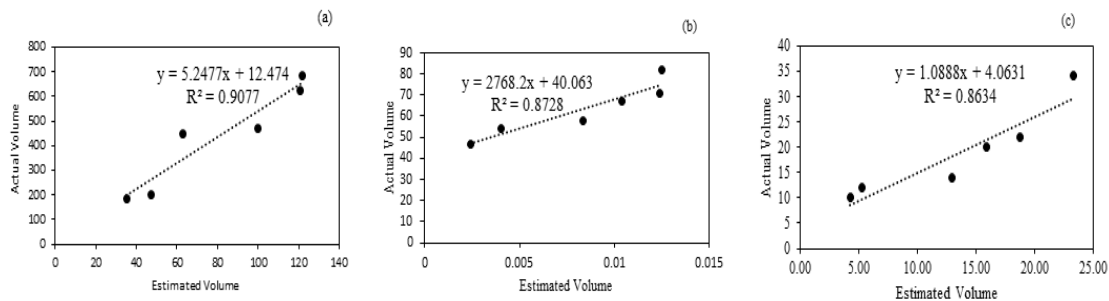 (a)
800
700
600
500
400
300
200
100
0
y = 5.2477x + 12.474
R² = 0.9077
Actual Volume
0 20 40 60 80 100 120 140
Estimated Volume
(b)
90
80
70
60
50
40
30
20
10
0
y = 2768.2x + 40.063
R² = 0.8728
Actual Volume
0 0.005 0.01 0.015
Estimated Volume
(c)
40
35
30
25
20
15
10
5
0
y = 1.0888x + 4.0631
R² = 0.8634
Actual Volume
0.00 5.00 10.00 15.00 20.00 25.00
Estimated Volume